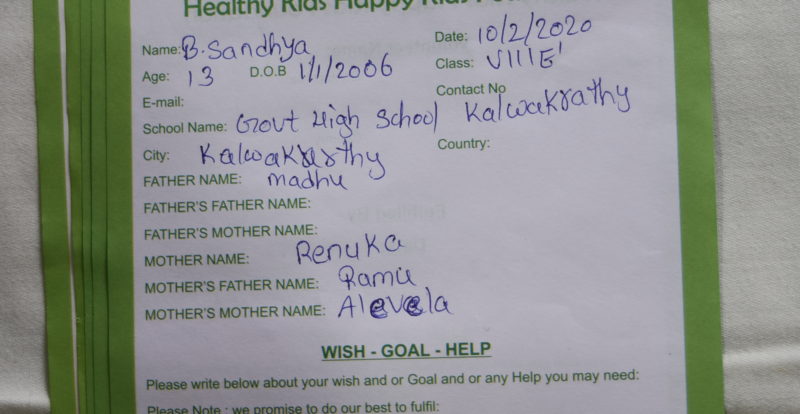 Healthy Kids Happy Kids
Name: B. Sandhya Date: 10/2/2020
Age: 13 D.O.B 1/1/2006 Class: VIII E'
E-mail: Contact No
School Name: Govt High School Kalwakrathy
City: Kalwakurthy Country:
FATHER NAME: madhu
FATHER'S FATHER NAME:
FATHER'S MOTHER NAME:
MOTHER NAME: Renuka
MOTHER'S FATHER NAME: Ramu
MOTHER'S MOTHER NAME: Alevela
WISH - GOAL - HELP
Please write below about your wish and or Goal and or any Help you may need:
Please Note : we promise to do our best to fulfil: